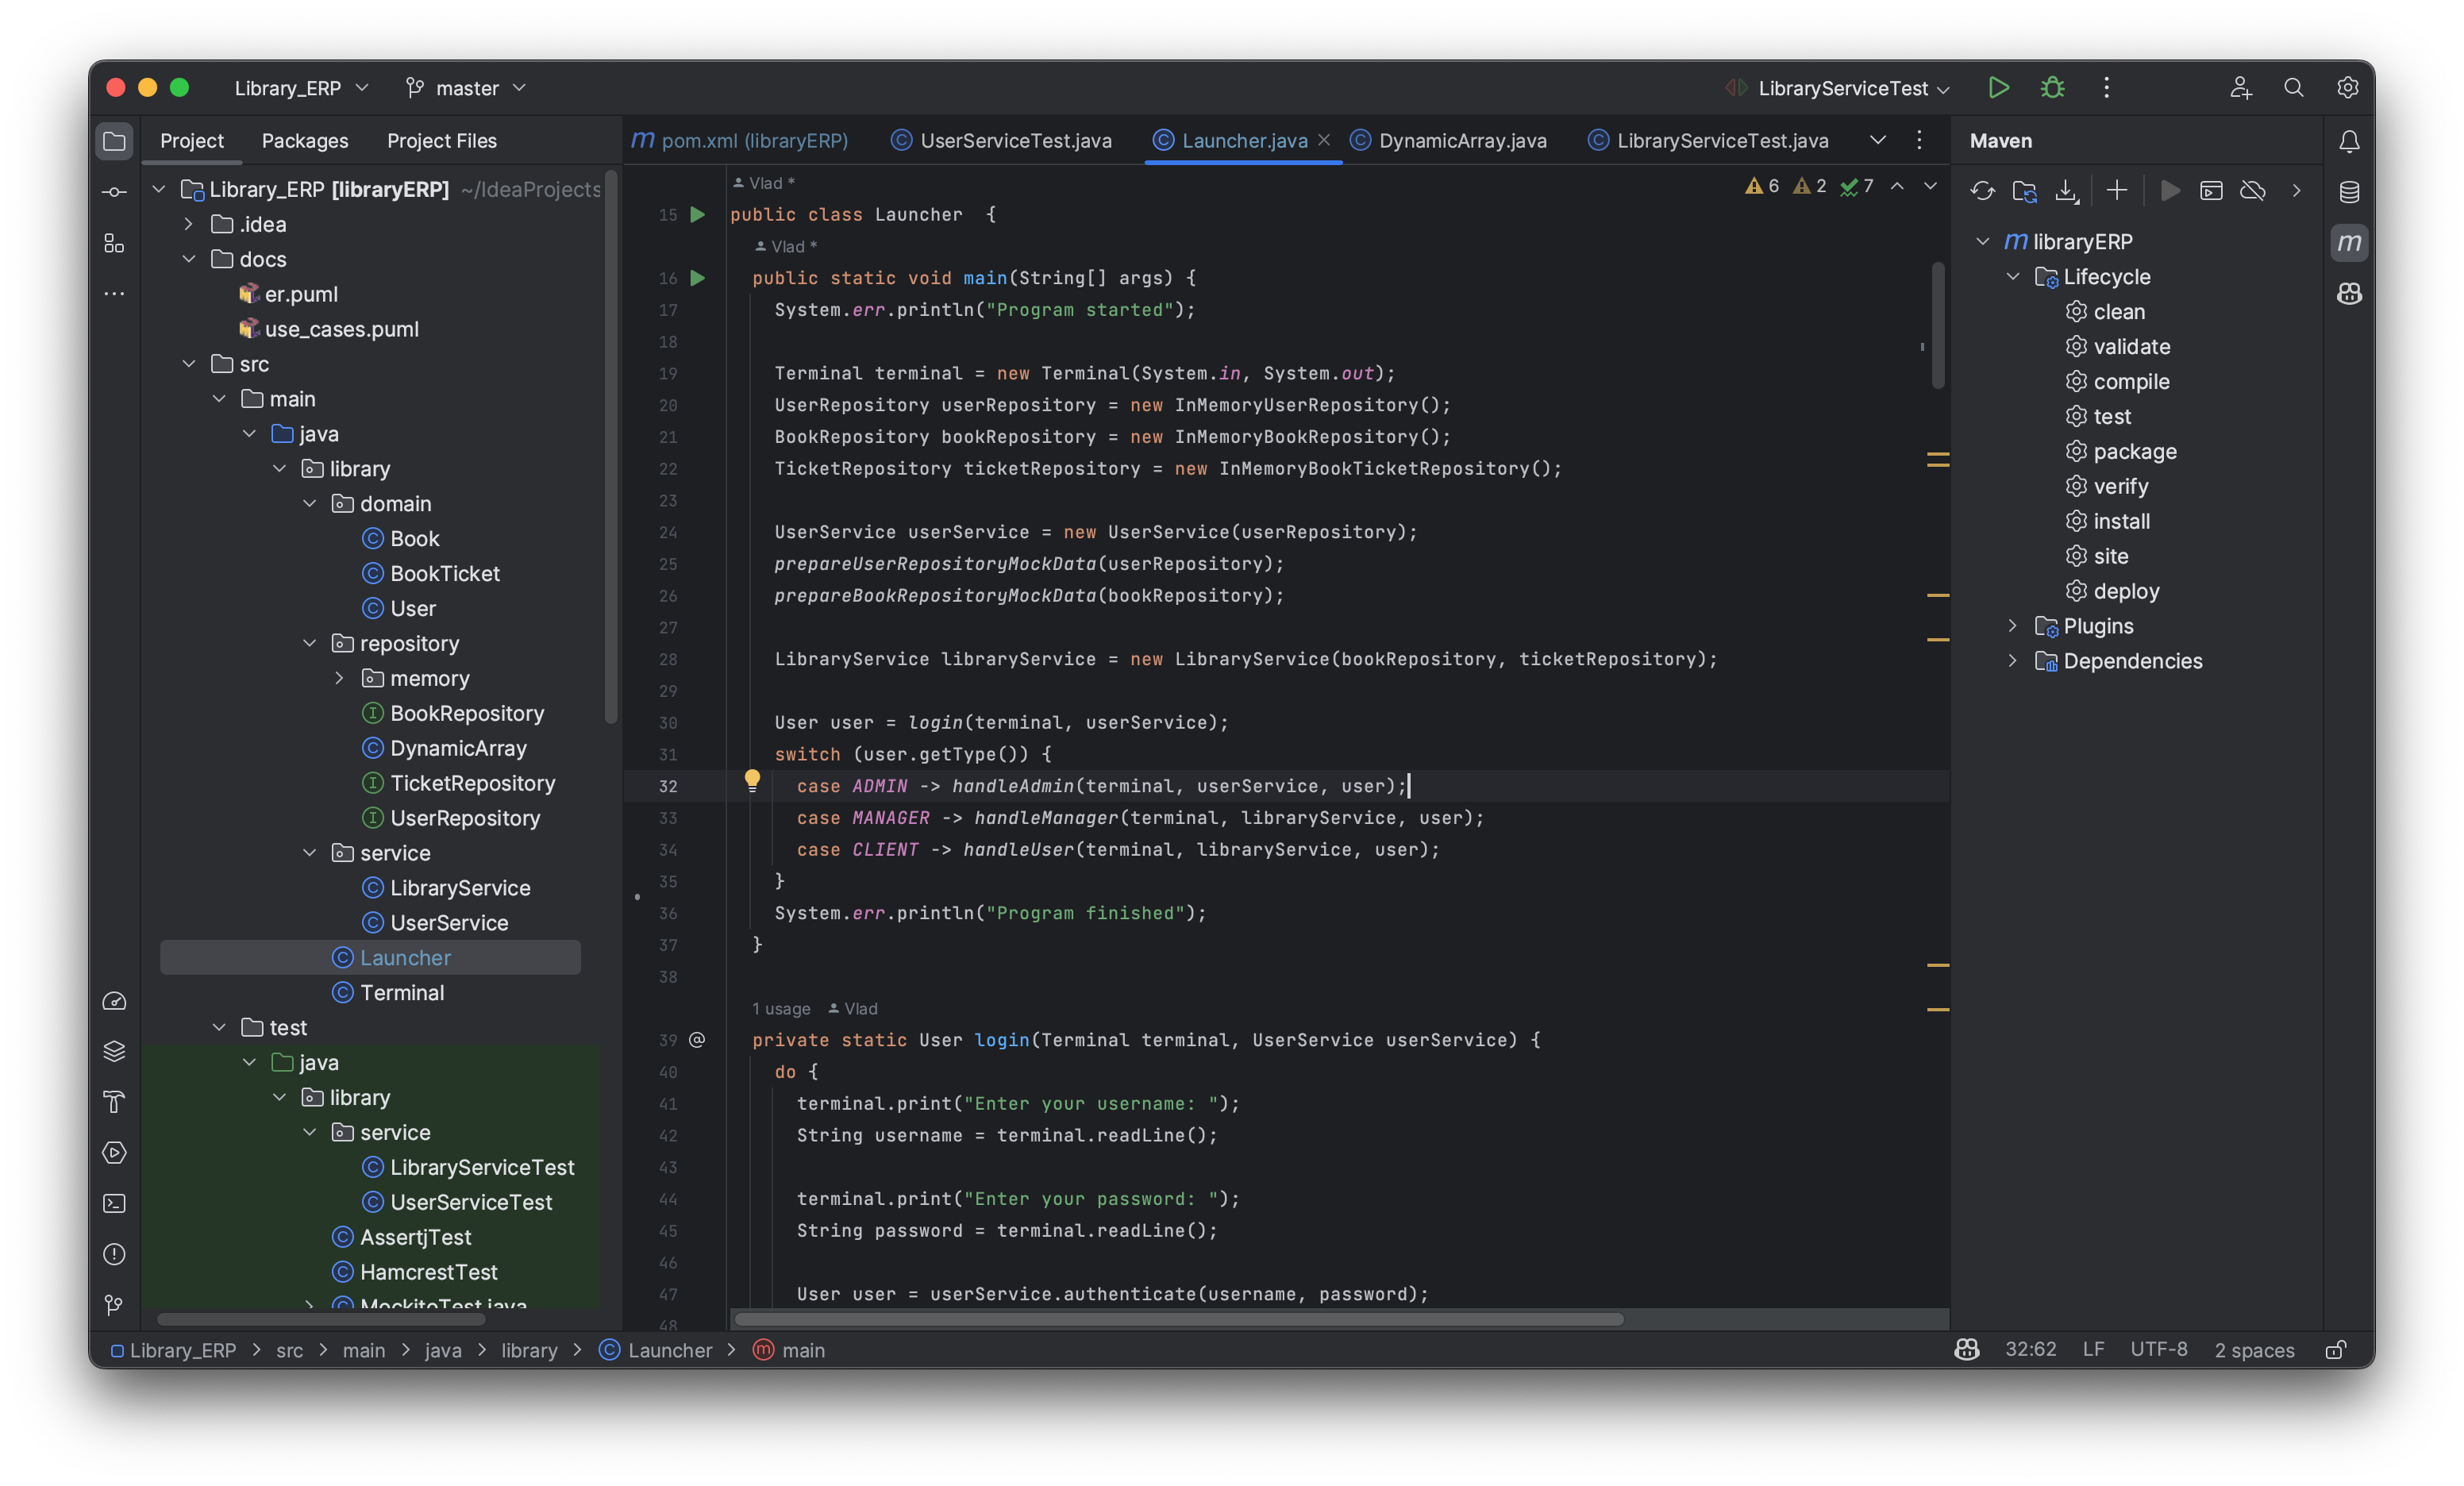 Library_ERP
master
LibraryServiceTest
Project Packages Project Files
Library_ERP [libraryERP] ~/IdeaProjects
.idea
docs
er.puml
use_cases.puml
src
main
java
library
domain
Book
BookTicket
User
repository
memory
BookRepository
DynamicArray
TicketRepository
UserRepository
service
LibraryService
UserService
Launcher
Terminal
test
java
library
service
LibraryServiceTest
UserServiceTest
AssertjTest
HamcrestTest
MockitoTest.java
pom.xml (libraryERP) UserServiceTest.java Launcher.java DynamicArray.java LibraryServiceTest.java
6 2 7
Vlad *
15 public class Launcher {
Vlad *
16 public static void main(String[] args) {
17 System.err.println("Program started");
18
19 Terminal terminal = new Terminal(System.in, System.out);
20 UserRepository userRepository = new InMemoryUserRepository();
21 BookRepository bookRepository = new InMemoryBookRepository();
22 TicketRepository ticketRepository = new InMemoryBookTicketRepository();
23
24 UserService userService = new UserService(userRepository);
25 prepareUserRepositoryMockData(userRepository);
26 prepareBookRepositoryMockData(bookRepository);
27
28 LibraryService libraryService = new LibraryService(bookRepository, ticketRepository);
29
30 User user = login(terminal, userService);
31 switch (user.getType()) {
32 case ADMIN -> handleAdmin(terminal, userService, user);
33 case MANAGER -> handleManager(terminal, libraryService, user);
34 case CLIENT -> handleUser(terminal, libraryService, user);
35 }
36 System.err.println("Program finished");
37 }
38
1 usage Vlad
39 @ private static User login(Terminal terminal, UserService userService) {
40 do {
41 terminal.print("Enter your username: ");
42 String username = terminal.readLine();
43
44 terminal.print("Enter your password: ");
45 String password = terminal.readLine();
46
47 User user = userService.authenticate(username, password);
48
Maven
m libraryERP
Lifecycle
clean
validate
compile
test
package
verify
install
site
deploy
Plugins
Dependencies
Library_ERP > src > main > java > library > Launcher > main
32:62 LF UTF-8 2 spaces